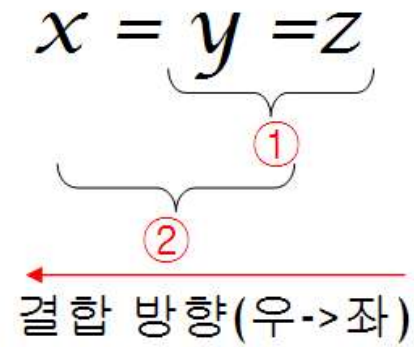 x = y =z
①
②
결합 방향(우->좌)